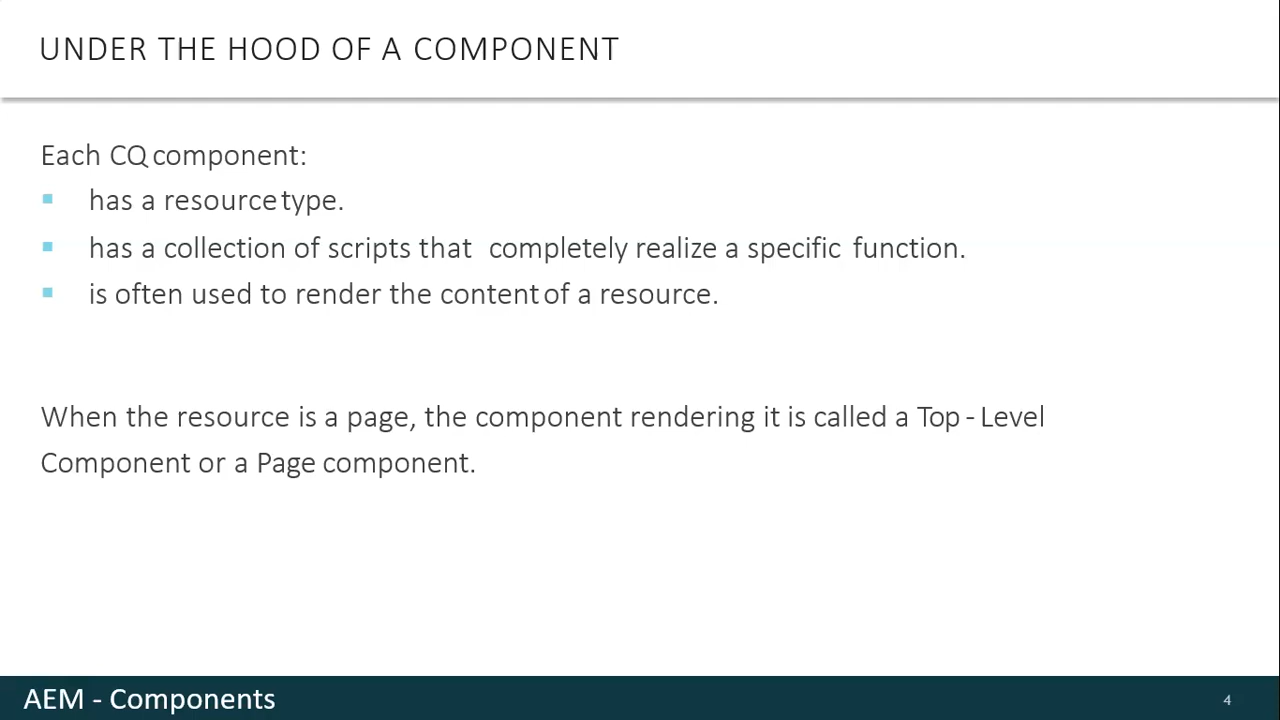 UNDER THE HOOD OF A COMPONENT
Each CQ component:
▪ has a resource type.
▪ has a collection of scripts that completely realize a specific function.
▪ is often used to render the content of a resource.
When the resource is a page, the component rendering it is called a Top - Level
Component or a Page component.
AEM - Components
4